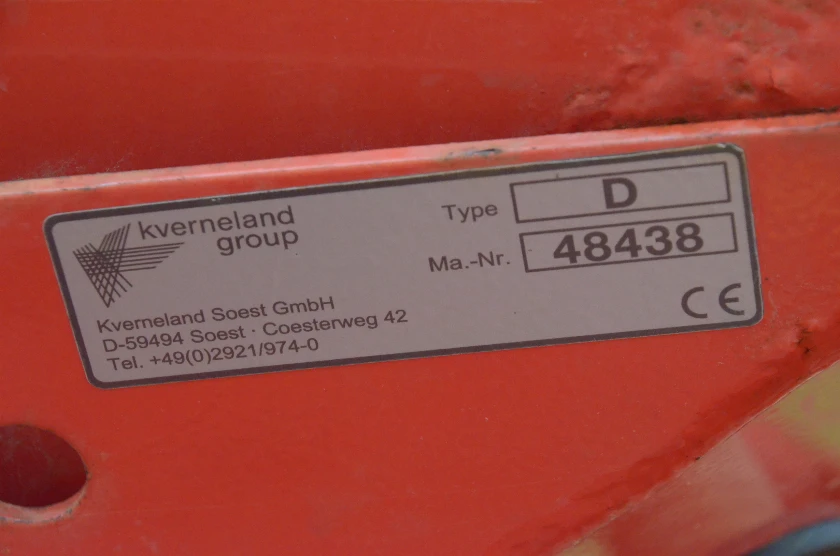 kverneland
group
Type D
Ma.-Nr. 48438
Kverneland Soest GmbH
D-59494 Soest · Coesterweg 42
Tel. +49(0)2921/974-0
CE